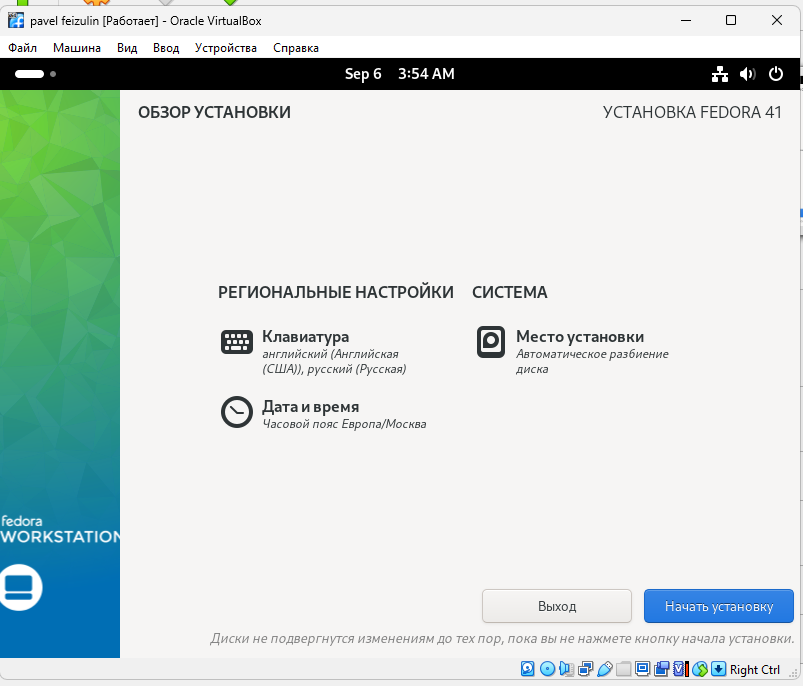 pavel feizulin [Работает] - Oracle VirtualBox
Файл Машина Вид Ввод Устройства Справка
Sep 6 3:54 AM
ОБЗОР УСТАНОВКИ
УСТАНОВКА FEDORA 41
РЕГИОНАЛЬНЫЕ НАСТРОЙКИ
СИСТЕМА
Клавиатура
английский (Английская
(США)), русский (Русская)
Место установки
Автоматическое разбиение
диска
Дата и время
Часовой пояс Европа/Москва
fedora
WORKSTATION
Выход
Начать установку
Диски не подвергнутся изменениям до тех пор, пока вы не нажмете кнопку начала установки.
Right Ctrl